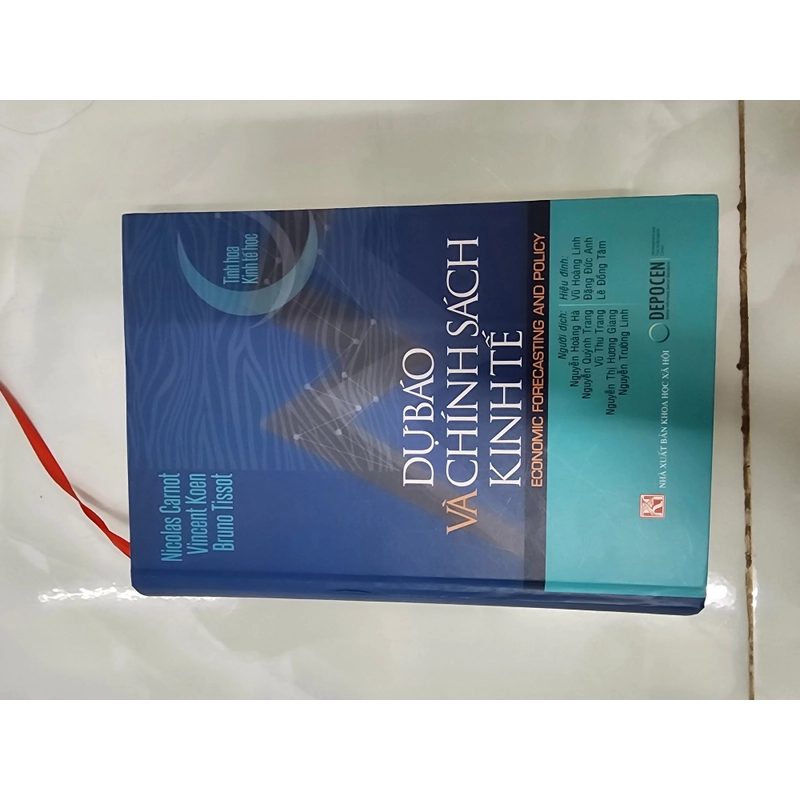 Nicolas Carnot
Vincent Koen
Bruno Tissot
Tinh hoa
Kinh tế học
DỰ BÁO
VÀ CHÍNH SÁCH
KINH TẾ
ECONOMIC FORECASTING AND POLICY
Người dịch:
Nguyễn Hoàng Hà
Nguyễn Quỳnh Trang
Vũ Thu Trang
Nguyễn Thị Hương Giang
Nguyễn Trường Linh
Hiệu đính:
Vũ Hoàng Linh
Đặng Đức Anh
Lê Đồng Tâm
NHÀ XUẤT BẢN KHOA HỌC XÃ HỘI
DEPOCEN